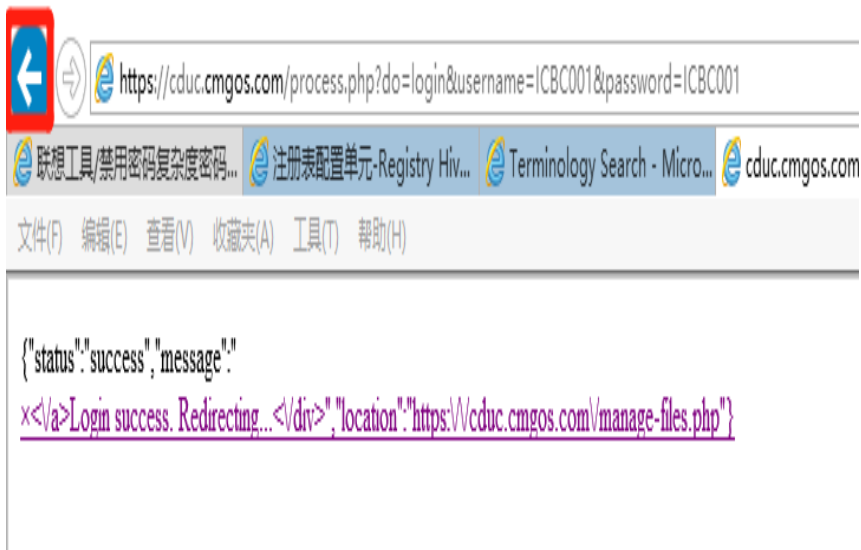 https://cduc.cmgos.com/process.php?do=login&username=ICBC001&password=ICBC001
联想工具/禁用密码复杂度密码... 注册表配置单元-Registry Hiv... Terminology Search - Micro... cduc.cmgos.com
文件(F) 编辑(E) 查看(V) 收藏夹(A) 工具(T) 帮助(H)
{"status":"success","message":"
×<\/a>Login success. Redirecting...<\/div>","location":"https:\/\/cduc.cmgos.com\/manage-files.php"}